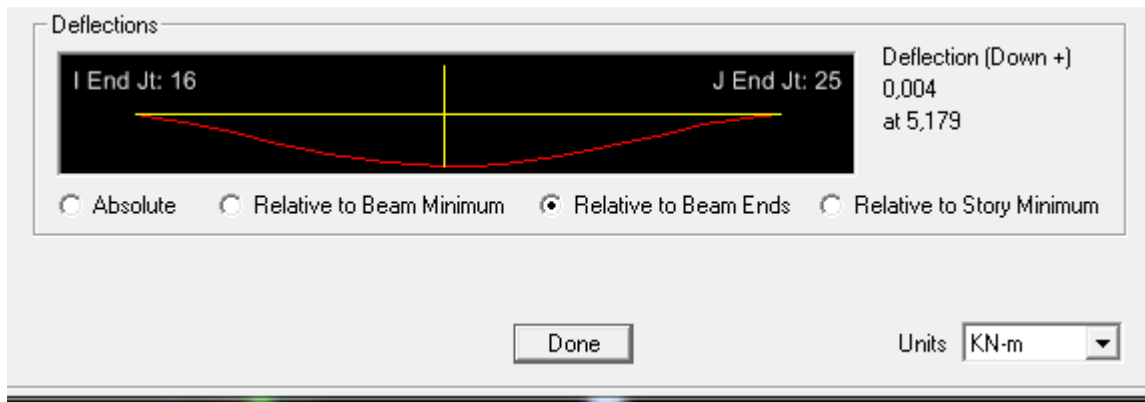 Deflections
I End Jt: 16
J End Jt: 25
Deflection (Down +)
0,004
at 5,179
Absolute
Relative to Beam Minimum
Relative to Beam Ends
Relative to Story Minimum
Done
Units
KN-m